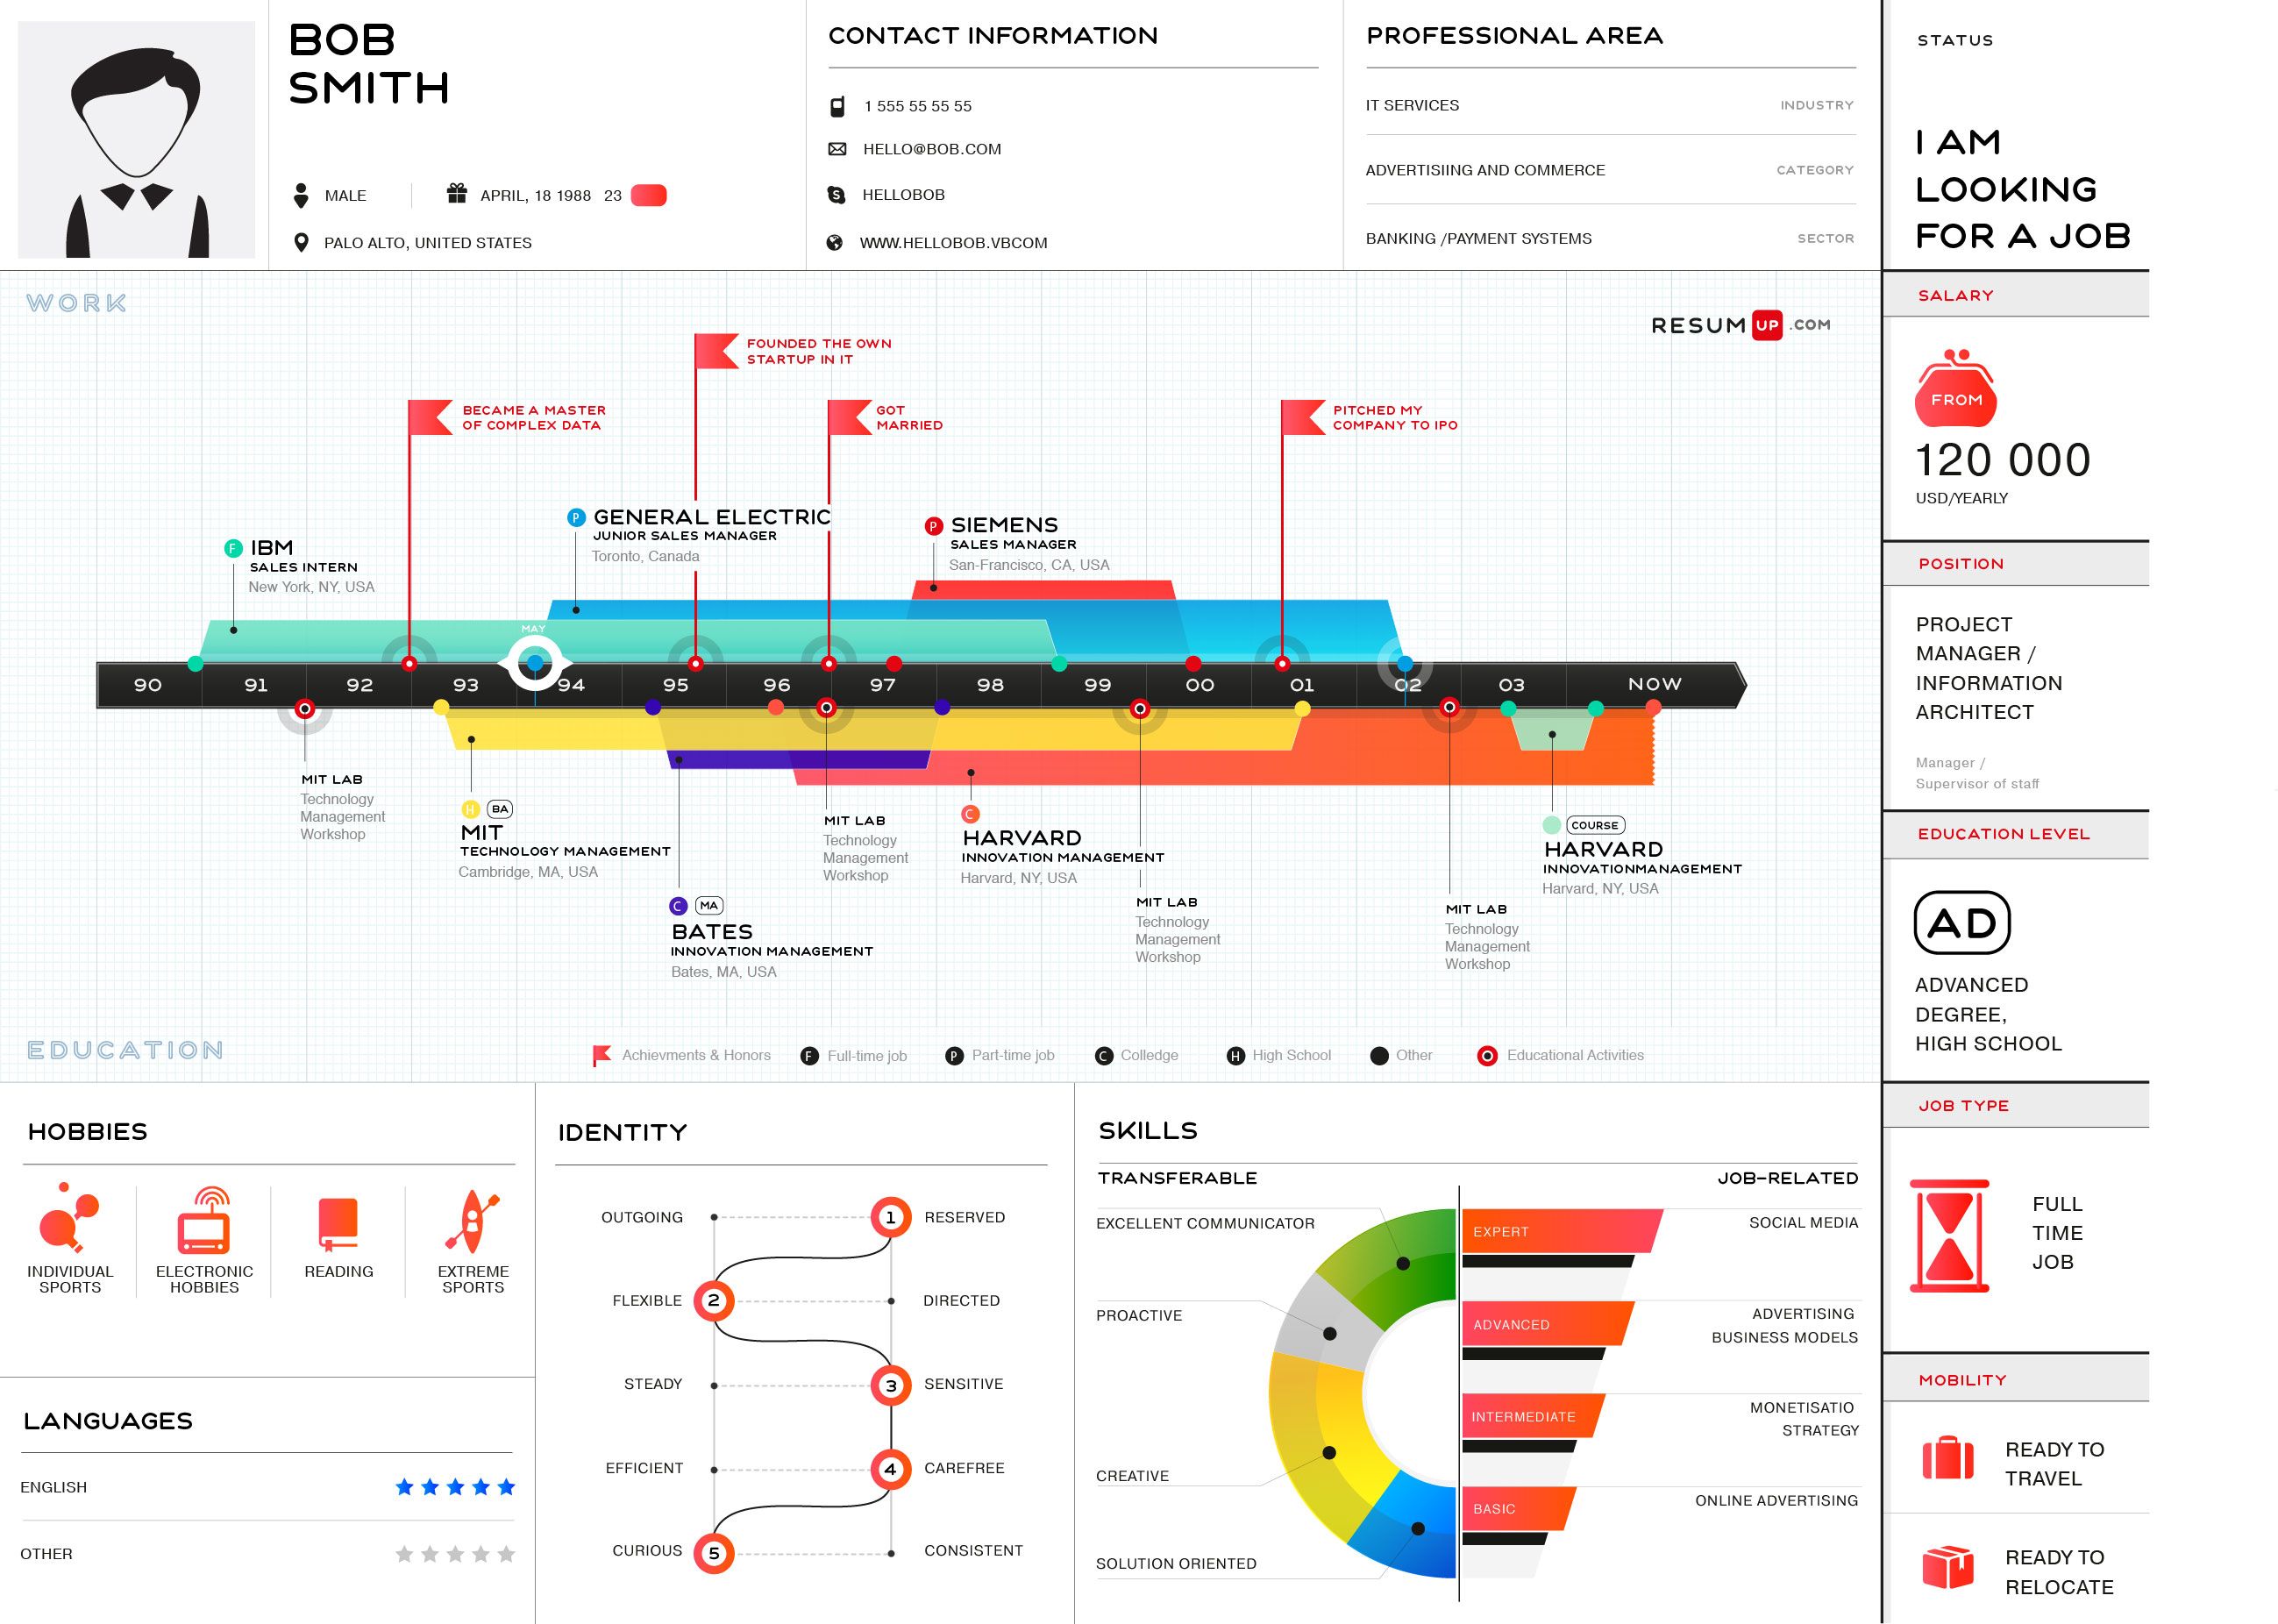 BOB
SMITH
MALE
APRIL, 18 1988 23
PALO ALTO, UNITED STATES
CONTACT INFORMATION
1 555 55 55 55
HELLO@BOB.COM
S HELLOBOB
WWW.HELLOBOB.VBCOM
PROFESSIONAL AREA
IT SERVICES INDUSTRY
ADVERTISIING AND COMMERCE CATEGORY
BANKING /PAYMENT SYSTEMS SECTOR
STATUS
I AM
LOOKING
FOR A JOB
WORK
RESUM UP .COM
FOUNDED THE OWN
STARTUP IN IT
BECAME A MASTER
OF COMPLEX DATA
GOT
MARRIED
PITCHED MY
COMPANY TO IPO
F IBM
SALES INTERN
New York, NY, USA
P GENERAL ELECTRIC
JUNIOR SALES MANAGER
Toronto, Canada
P SIEMENS
SALES MANAGER
San-Francisco, CA, USA
MAY
90 91 92 93 94 95 96 97 98 99 00 01 02 03 NOW
MIT LAB
Technology
Management
Workshop
H BA
MIT
TECHNOLOGY MANAGEMENT
Cambridge, MA, USA
C MA
BATES
INNOVATION MANAGEMENT
Bates, MA, USA
MIT LAB
Technology
Management
Workshop
C
HARVARD
INNOVATION MANAGEMENT
Harvard, NY, USA
MIT LAB
Technology
Management
Workshop
MIT LAB
Technology
Management
Workshop
COURSE
HARVARD
INNOVATIONMANAGEMENT
Harvard, NY, USA
EDUCATION
Achievments & Honors
F Full-time job
P Part-time job
C Colledge
H High School
Other
Educational Activities
SALARY
FROM
120 000
USD/YEARLY
POSITION
PROJECT
MANAGER /
INFORMATION
ARCHITECT
Manager /
Supervisor of staff
EDUCATION LEVEL
AD
ADVANCED
DEGREE,
HIGH SCHOOL
JOB TYPE
FULL
TIME
JOB
MOBILITY
READY TO
TRAVEL
READY TO
RELOCATE
HOBBIES
INDIVIDUAL
SPORTS
ELECTRONIC
HOBBIES
READING
EXTREME
SPORTS
LANGUAGES
ENGLISH
OTHER
IDENTITY
OUTGOING 1 RESERVED
FLEXIBLE 2 DIRECTED
STEADY 3 SENSITIVE
EFFICIENT 4 CAREFREE
CURIOUS 5 CONSISTENT
SKILLS
TRANSFERABLE
EXCELLENT COMMUNICATOR
PROACTIVE
CREATIVE
SOLUTION ORIENTED
JOB-RELATED
EXPERT
SOCIAL MEDIA
ADVANCED
ADVERTISING
BUSINESS MODELS
INTERMEDIATE
MONETISATIO
STRATEGY
BASIC
ONLINE ADVERTISING